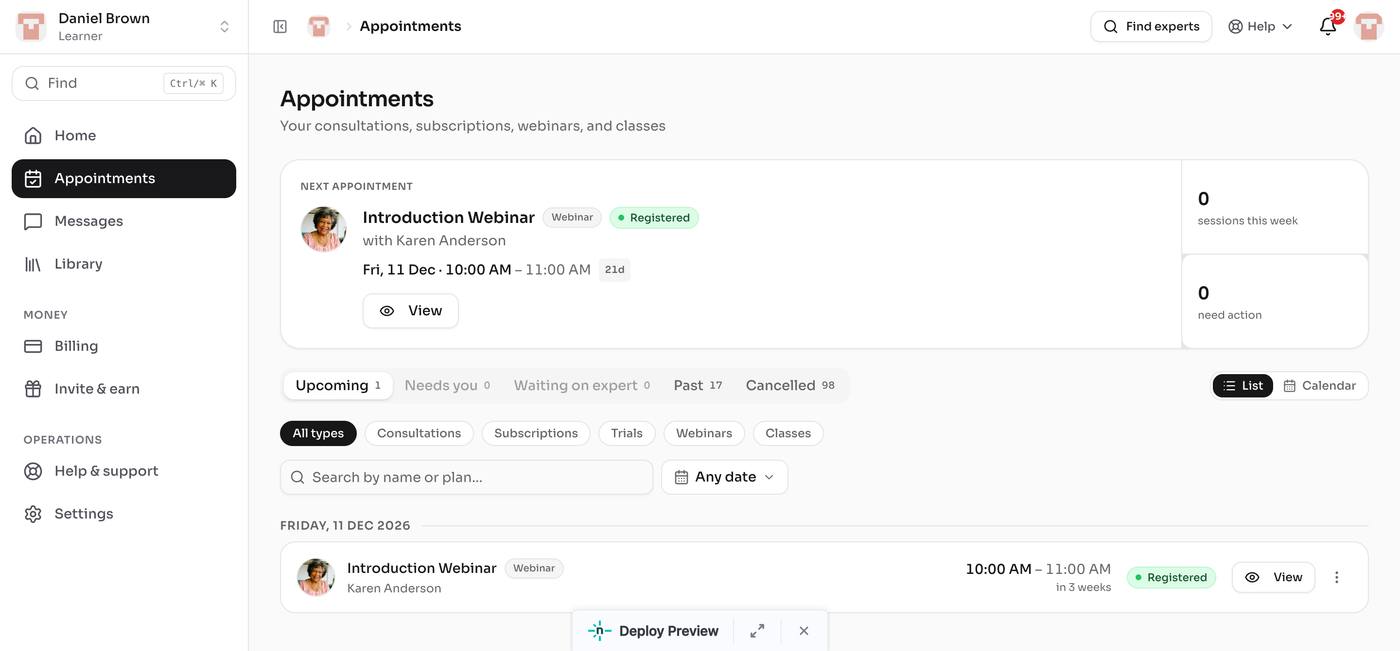 Daniel Brown
Learner
Find
Ctrl/⌘ K
Home
Appointments
Messages
Library
MONEY
Billing
Invite & earn
OPERATIONS
Help & support
Settings
Appointments
Find experts
Help
99+
Appointments
Your consultations, subscriptions, webinars, and classes
NEXT APPOINTMENT
Introduction Webinar Webinar Registered
with Karen Anderson
Fri, 11 Dec · 10:00 AM – 11:00 AM 21d
View
0
sessions this week
0
need action
Upcoming 1 Needs you 0 Waiting on expert 0 Past 17 Cancelled 98
List Calendar
All types Consultations Subscriptions Trials Webinars Classes
Search by name or plan...
Any date
FRIDAY, 11 DEC 2026
Introduction Webinar Webinar
Karen Anderson
10:00 AM – 11:00 AM
in 3 weeks
Registered
View
n Deploy Preview